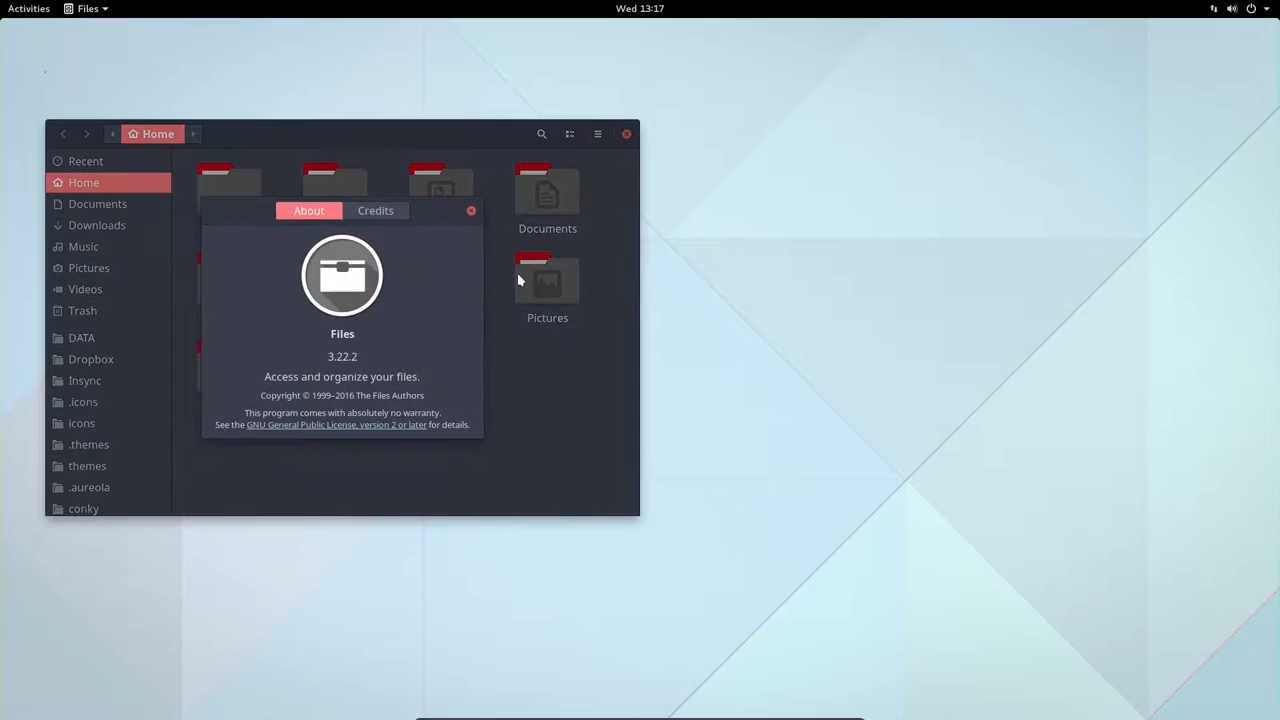 Activities
Files
Wed 13:17
Home
Recent
Home
Documents
Downloads
Music
Pictures
Videos
Trash
DATA
Dropbox
Insync
.icons
icons
.themes
themes
.aureola
conky
Documents
Pictures
About
Credits
Files
3.22.2
Access and organize your files.
Copyright © 1999–2016 The Files Authors
This program comes with absolutely no warranty.
See the GNU General Public License, version 2 or later for details.